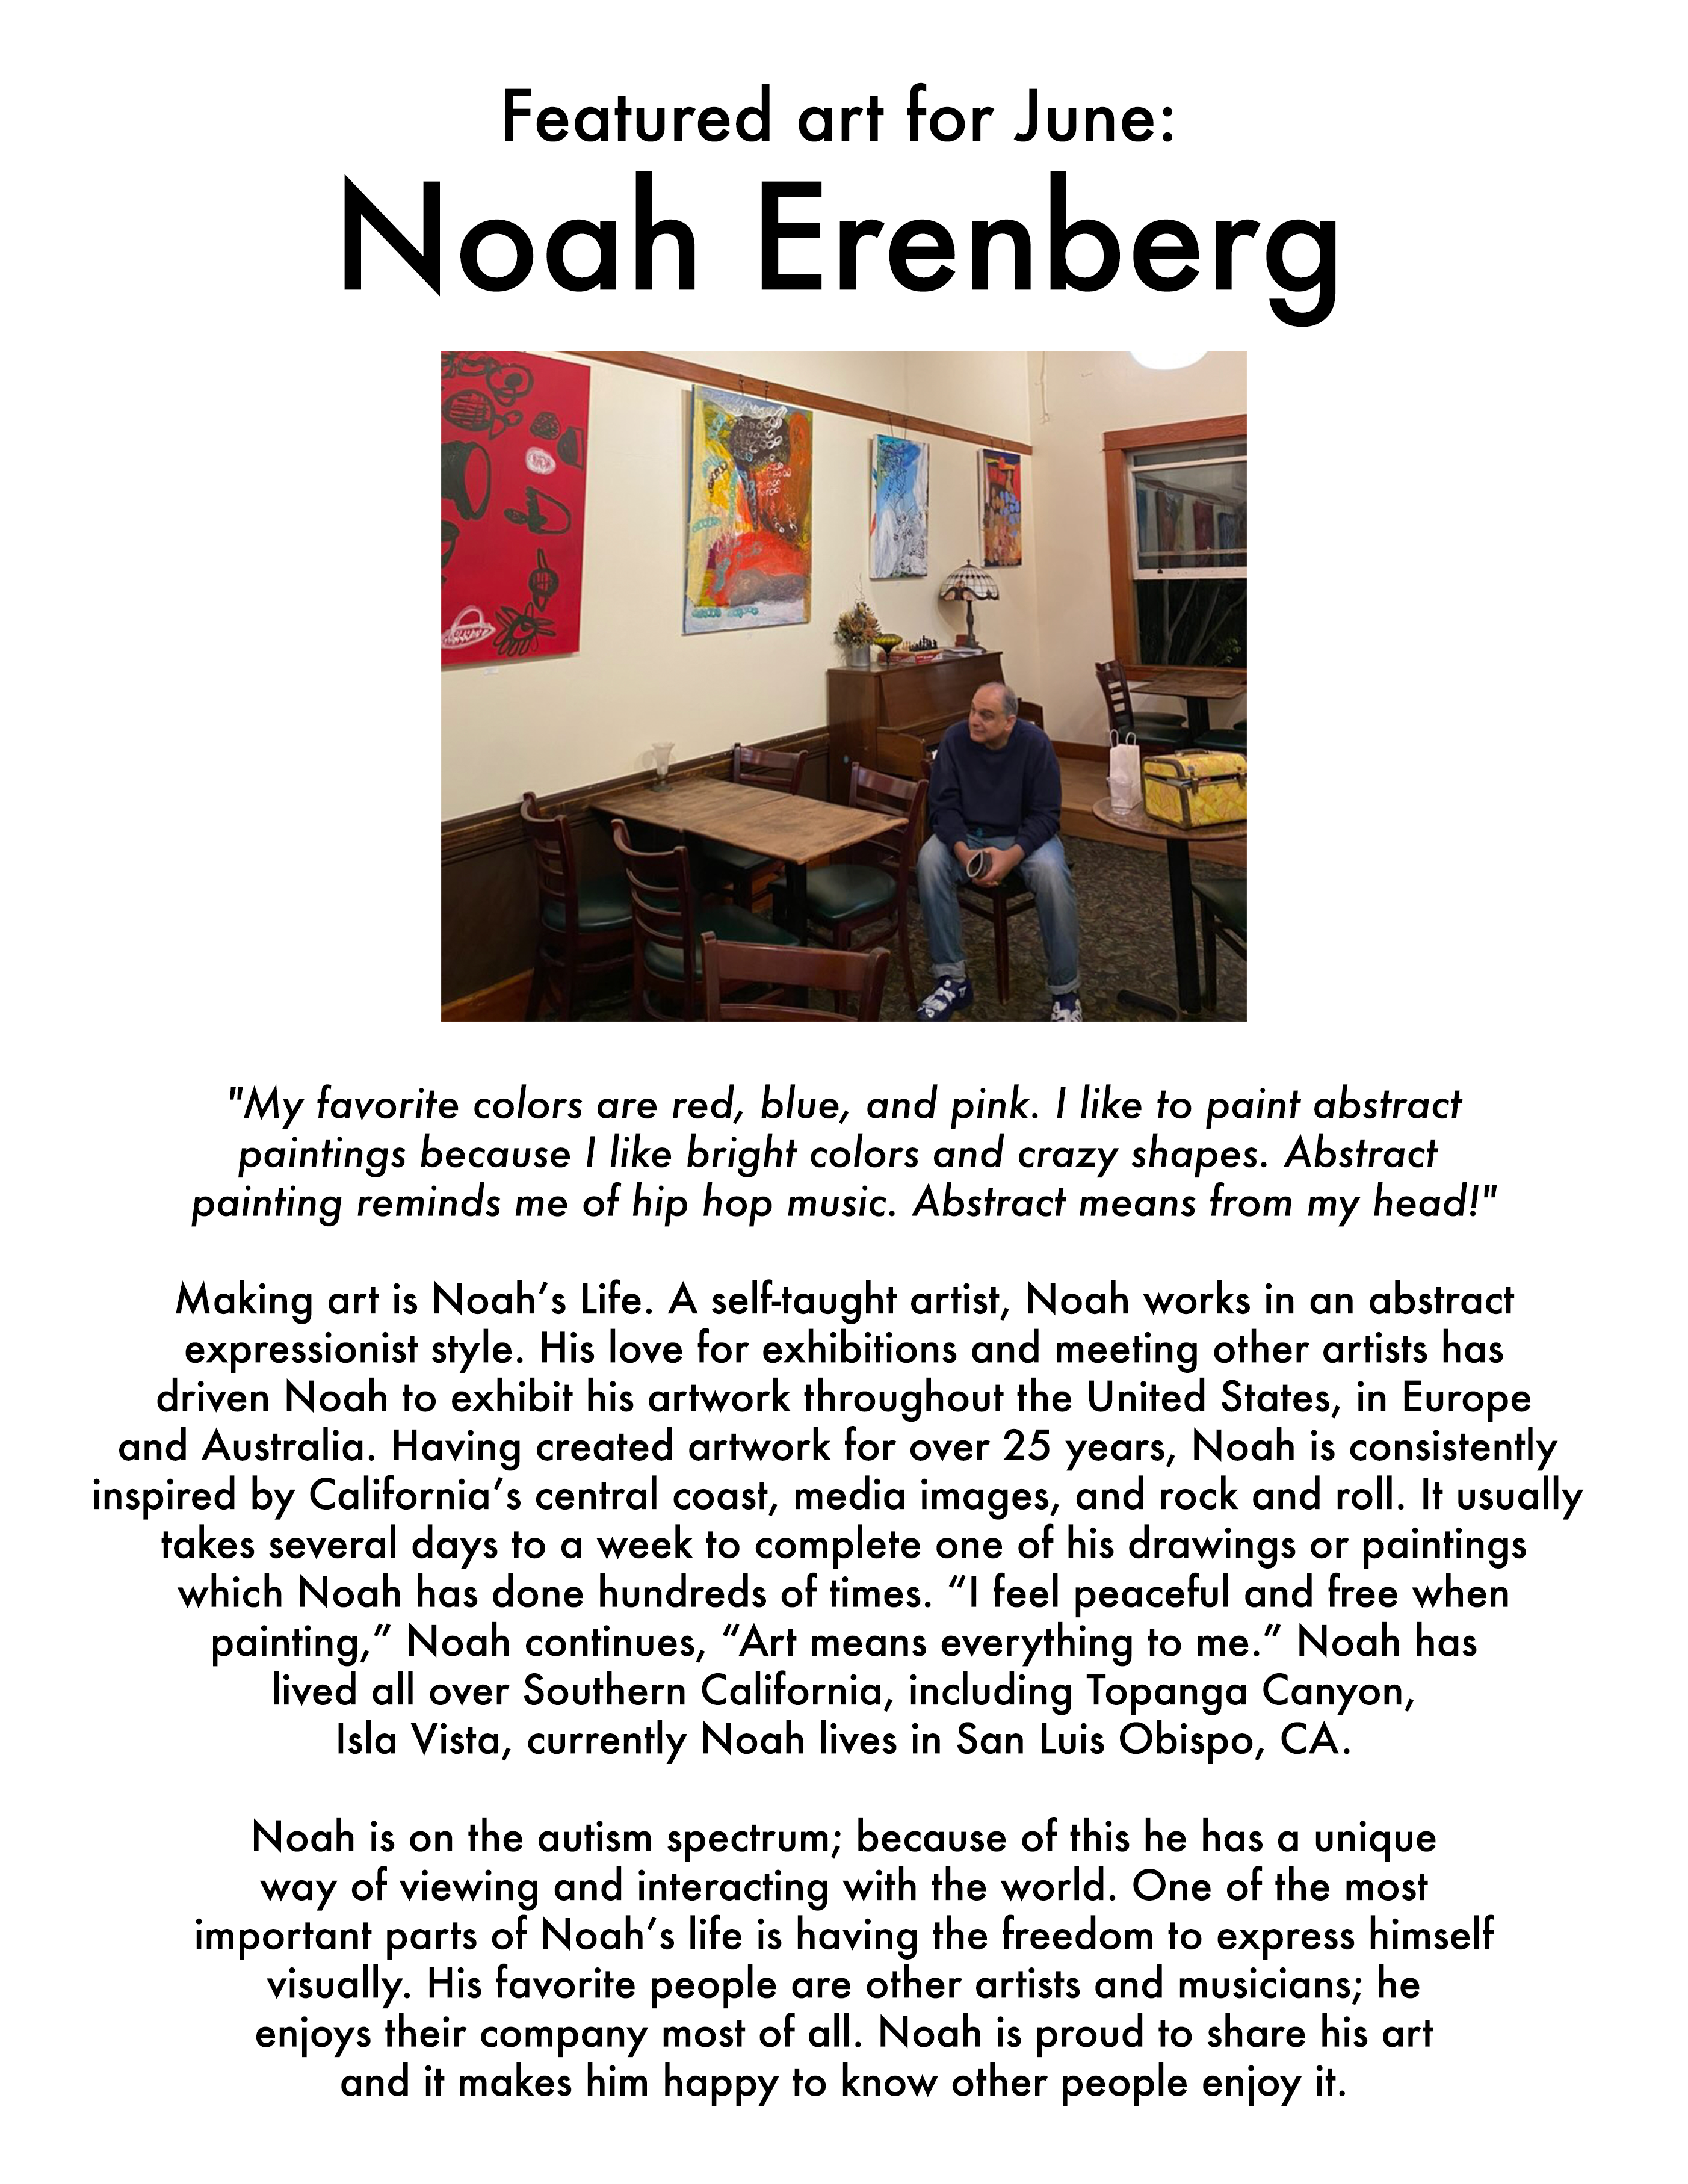 Featured art for June:
Noah Erenberg
"My favorite colors are red, blue, and pink. I like to paint abstract
paintings because I like bright colors and crazy shapes. Abstract
painting reminds me of hip hop music. Abstract means from my head!"
Making art is Noah’s Life. A self-taught artist, Noah works in an abstract
expressionist style. His love for exhibitions and meeting other artists has
driven Noah to exhibit his artwork throughout the United States, in Europe
and Australia. Having created artwork for over 25 years, Noah is consistently
inspired by California’s central coast, media images, and rock and roll. It usually
takes several days to a week to complete one of his drawings or paintings
which Noah has done hundreds of times. “I feel peaceful and free when
painting,” Noah continues, “Art means everything to me.” Noah has
lived all over Southern California, including Topanga Canyon,
Isla Vista, currently Noah lives in San Luis Obispo, CA.
Noah is on the autism spectrum; because of this he has a unique
way of viewing and interacting with the world. One of the most
important parts of Noah’s life is having the freedom to express himself
visually. His favorite people are other artists and musicians; he
enjoys their company most of all. Noah is proud to share his art
and it makes him happy to know other people enjoy it.